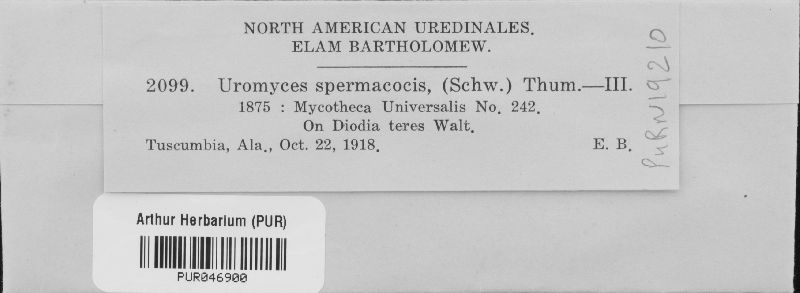 NORTH AMERICAN UREDINALES.
ELAM BARTHOLOMEW.
2099. Uromyces spermacocis, (Schw.) Thum.—III.
1875 : Mycotheca Universalis No. 242.
On Diodia teres Walt.
Tuscumbia, Ala., Oct. 22, 1918. E. B.
PURN19210
Arthur Herbarium (PUR)
PUR046900